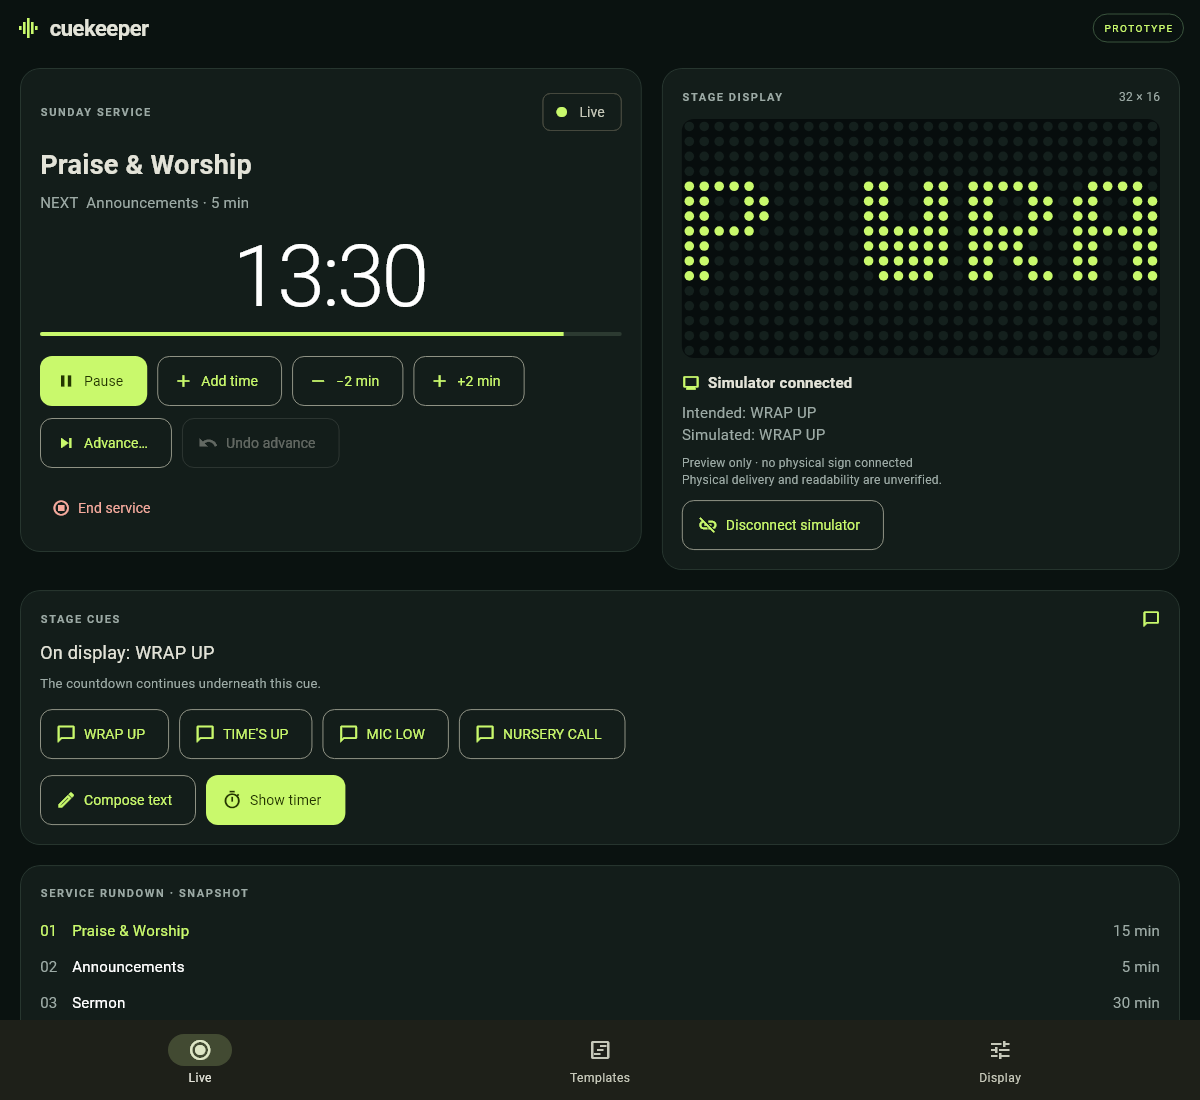 cuekeeper
PROTOTYPE
SUNDAY SERVICE
Live
Praise & Worship
NEXT Announcements · 5 min
13:30
Pause
Add time
−2 min
+2 min
Advance…
Undo advance
End service
STAGE DISPLAY
32 × 16
P WRA
Simulator connected
Intended: WRAP UP
Simulated: WRAP UP
Preview only · no physical sign connected
Physical delivery and readability are unverified.
Disconnect simulator
STAGE CUES
On display: WRAP UP
The countdown continues underneath this cue.
WRAP UP
TIME'S UP
MIC LOW
NURSERY CALL
Compose text
Show timer
SERVICE RUNDOWN · SNAPSHOT
01 Praise & Worship 15 min
02 Announcements 5 min
03 Sermon 30 min
Live
Templates
Display